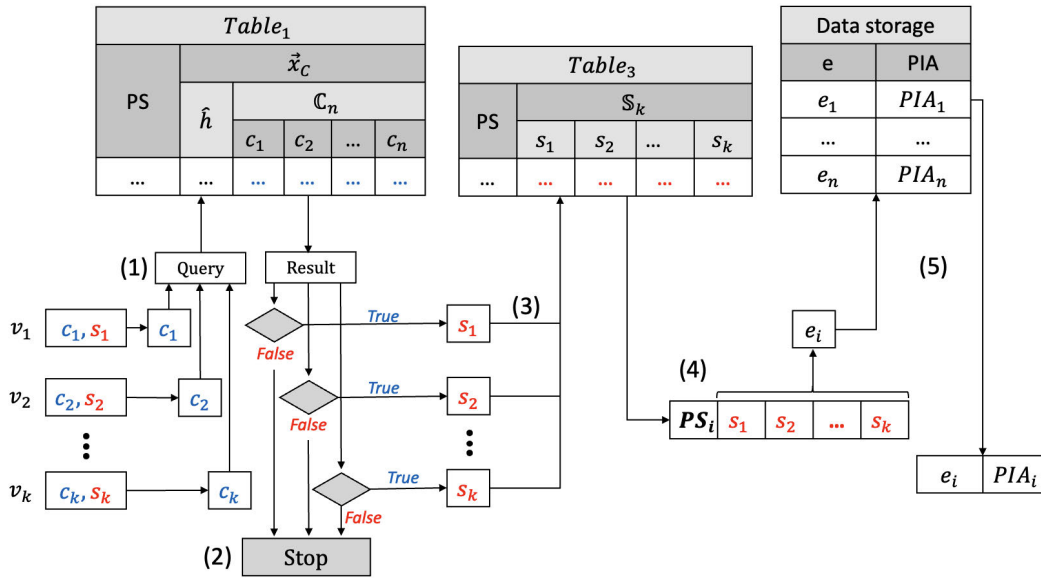 Table₁
PS
x⃗_C
ĥ
ℂₙ
c₁ c₂ ... cₙ
... ... ... ... ... ...
Table₃
PS
𝕊ₖ
s₁ s₂ ... sₖ
... ... ... ... ...
Data storage
e PIA
e₁ PIA₁
... ...
eₙ PIAₙ
(1)
Query
Result
(3)
(5)
v₁ c₁, s₁ c₁
True
s₁
False
eᵢ
v₂ c₂, s₂ c₂
True
s₂
False
(4)
PSᵢ s₁ s₂ ... sₖ
vₖ cₖ, sₖ cₖ
True
sₖ
False
eᵢ PIAᵢ
(2)
Stop